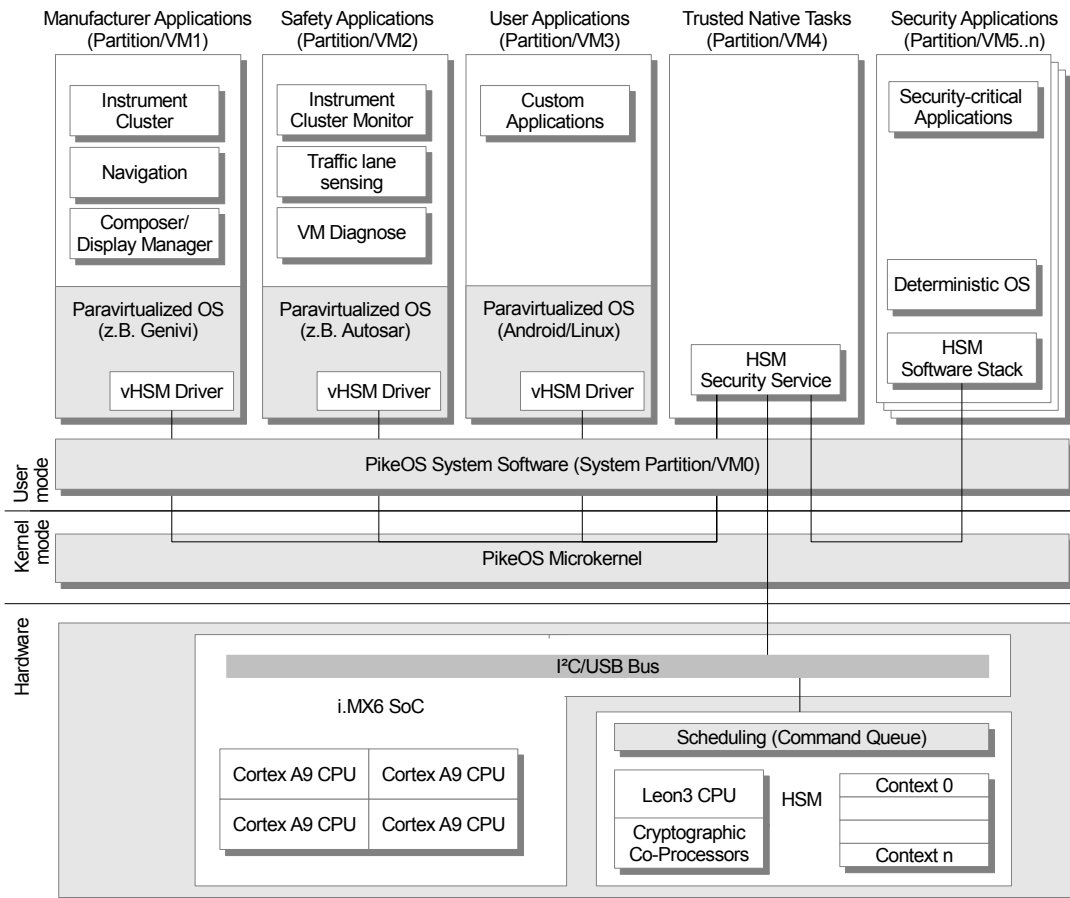 Manufacturer Applications
(Partition/VM1)
Safety Applications
(Partition/VM2)
User Applications
(Partition/VM3)
Trusted Native Tasks
(Partition/VM4)
Security Applications
(Partition/VM5..n)
Instrument
Cluster
Navigation
Composer/
Display Manager
Paravirtualized OS
(z.B. Genivi)
vHSM Driver
Instrument
Cluster Monitor
Traffic lane
sensing
VM Diagnose
Paravirtualized OS
(z.B. Autosar)
vHSM Driver
Custom
Applications
Paravirtualized OS
(Android/Linux)
vHSM Driver
HSM
Security Service
Security-critical
Applications
Deterministic OS
HSM
Software Stack
User
mode
PikeOS System Software (System Partition/VM0)
Kernel
mode
PikeOS Microkernel
Hardware
I²C/USB Bus
i.MX6 SoC
Cortex A9 CPU
Cortex A9 CPU
Cortex A9 CPU
Cortex A9 CPU
Scheduling (Command Queue)
Leon3 CPU
Cryptographic
Co-Processors
HSM
Context 0
Context n